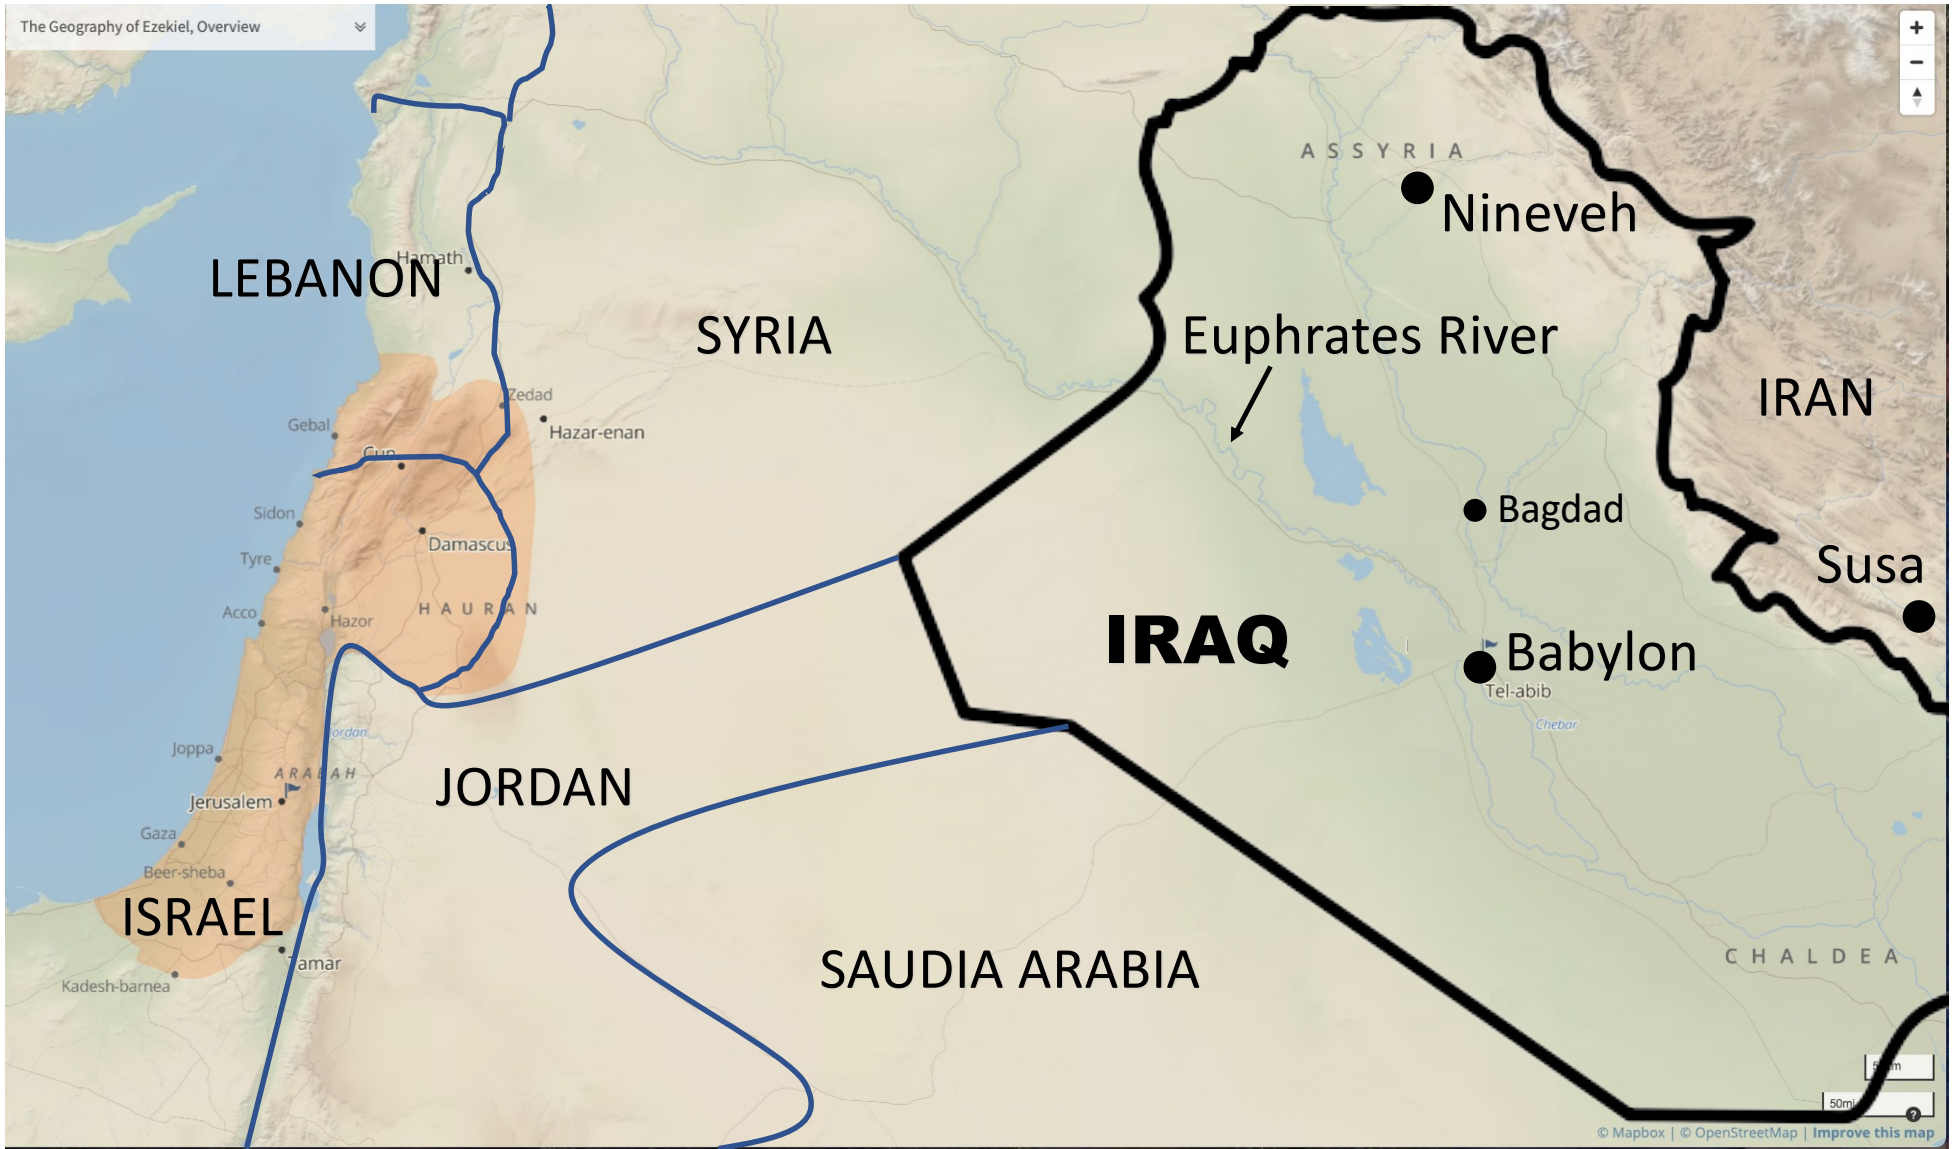 The Geography of Ezekiel, Overview
+
−
ASSYRIA
Nineveh
Hamath
LEBANON
SYRIA
Euphrates River
IRAN
Zedad
Gebal
Hazar-enan
Cun
Sidon
Bagdad
Damascus
Tyre
Susa
Acco
HAURAN
Hazor
IRAQ
Babylon
Tel-abib
Chebar
Jordan
Joppa
ARABAH
JORDAN
Jerusalem
Gaza
Beer-sheba
ISRAEL
Tamar
CHALDEA
SAUDIA ARABIA
Kadesh-barnea
50mi
?
© Mapbox | © OpenStreetMap | Improve this map